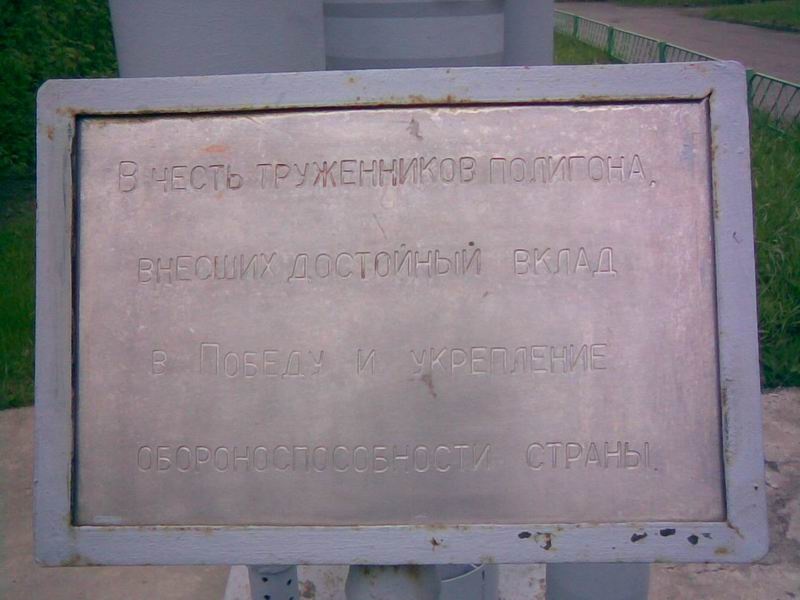 В ЧЕСТЬ ТРУЖЕННИКОВ ПОЛИГОНА,
ВНЕСШИХ ДОСТОЙНЫЙ ВКЛАД
В ПОБЕДУ И УКРЕПЛЕНИЕ
ОБОРОНОСПОСОБНОСТИ СТРАНЫ.